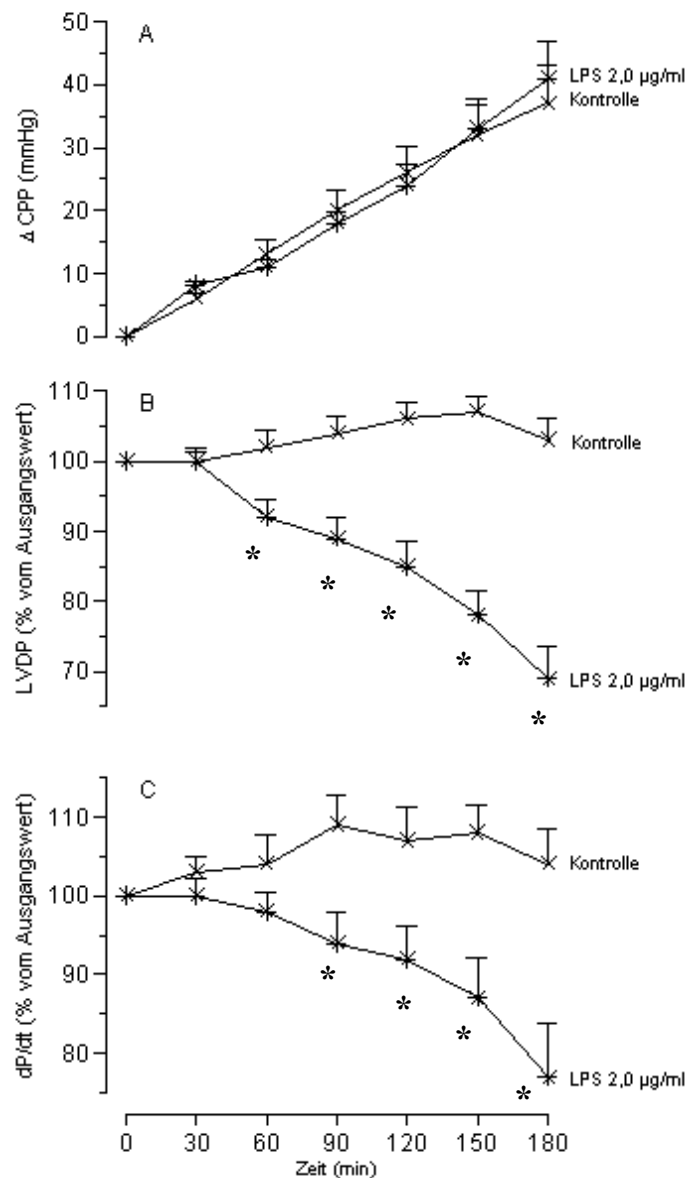 A
Δ CPP (mmHg)
50
40
30
20
10
0
LPS 2,0 µg/ml
Kontrolle
B
LVDP (% vom Ausgangswert)
110
100
90
80
70
Kontrolle
*
*
*
*
*
LPS 2,0 µg/ml
C
dP/dt (% vom Ausgangswert)
110
100
90
80
Kontrolle
*
*
*
*
LPS 2,0 µg/ml
0 30 60 90 120 150 180
Zeit (min)